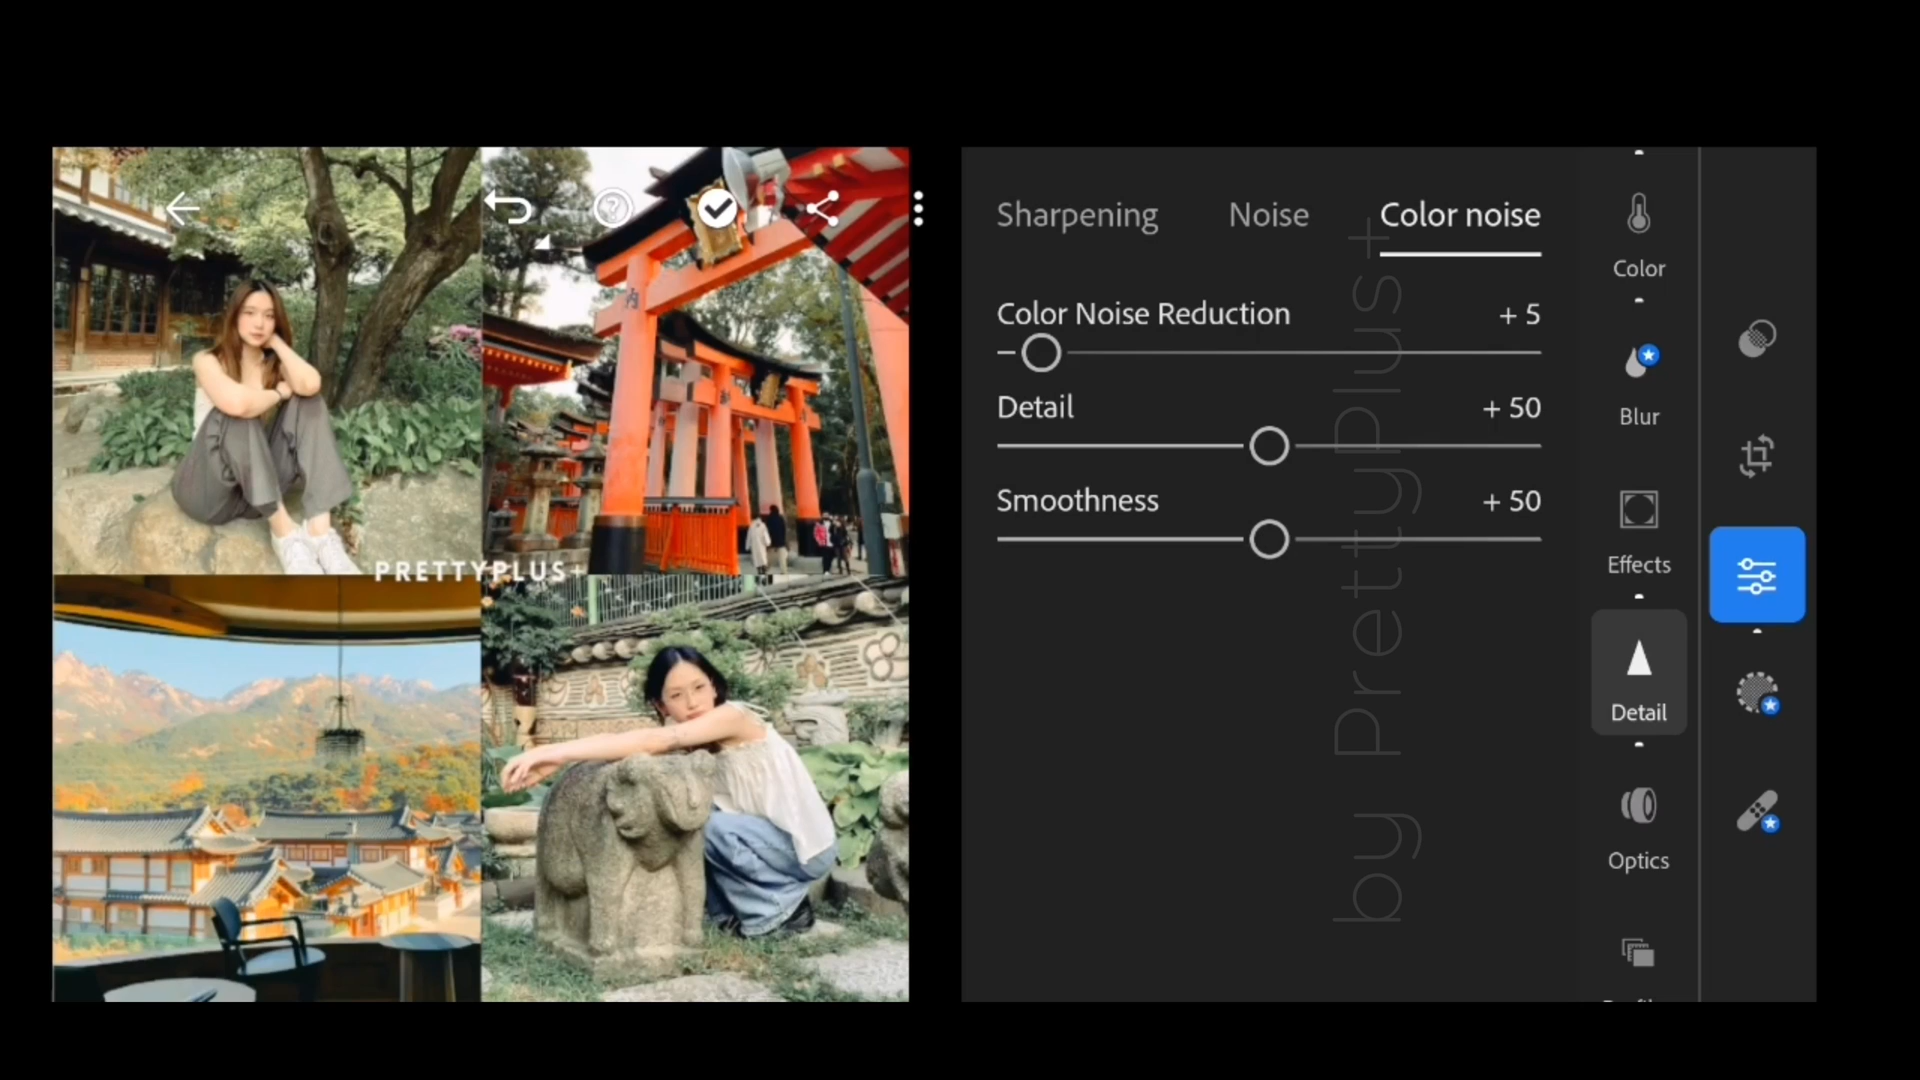 PRETTYPLUS+
内
Sharpening Noise Color noise
Color Noise Reduction + 5
Detail + 50
Smoothness + 50
by PrettyPlus+
Color
Blur
Effects
Detail
Optics